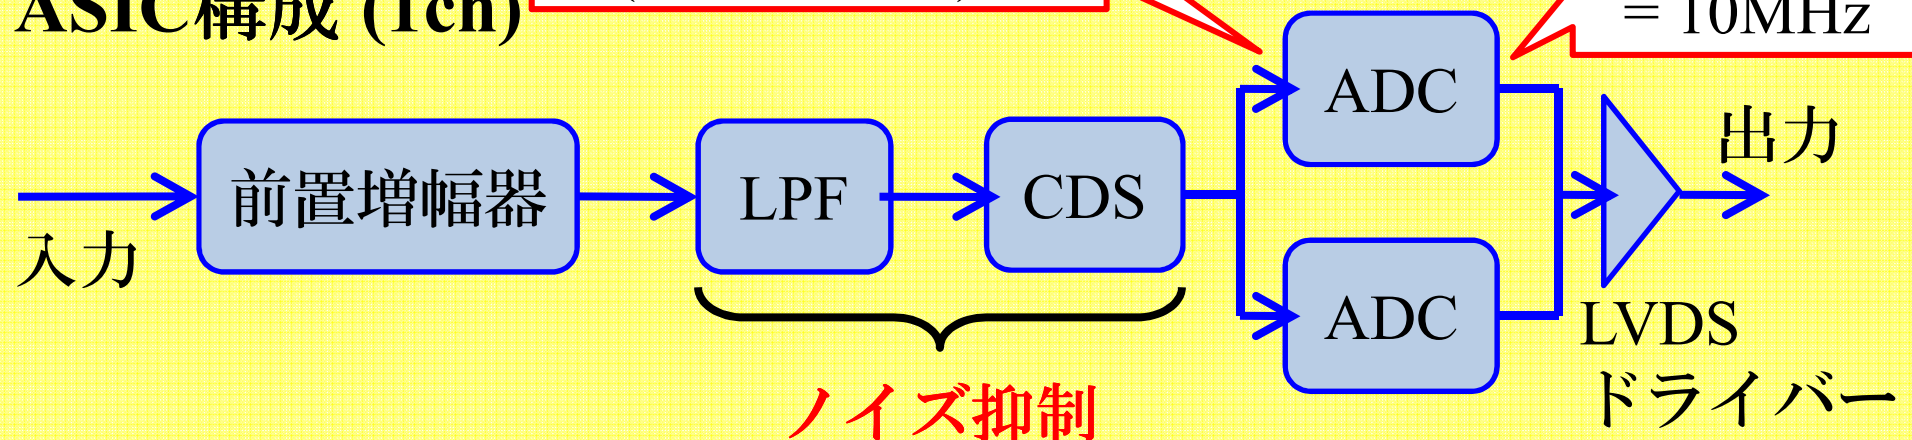 ASIC構成 (1ch)
= 10MHz
入力
前置増幅器
LPF
CDS
ADC
ADC
出力
LVDS
ドライバー
ノイズ抑制